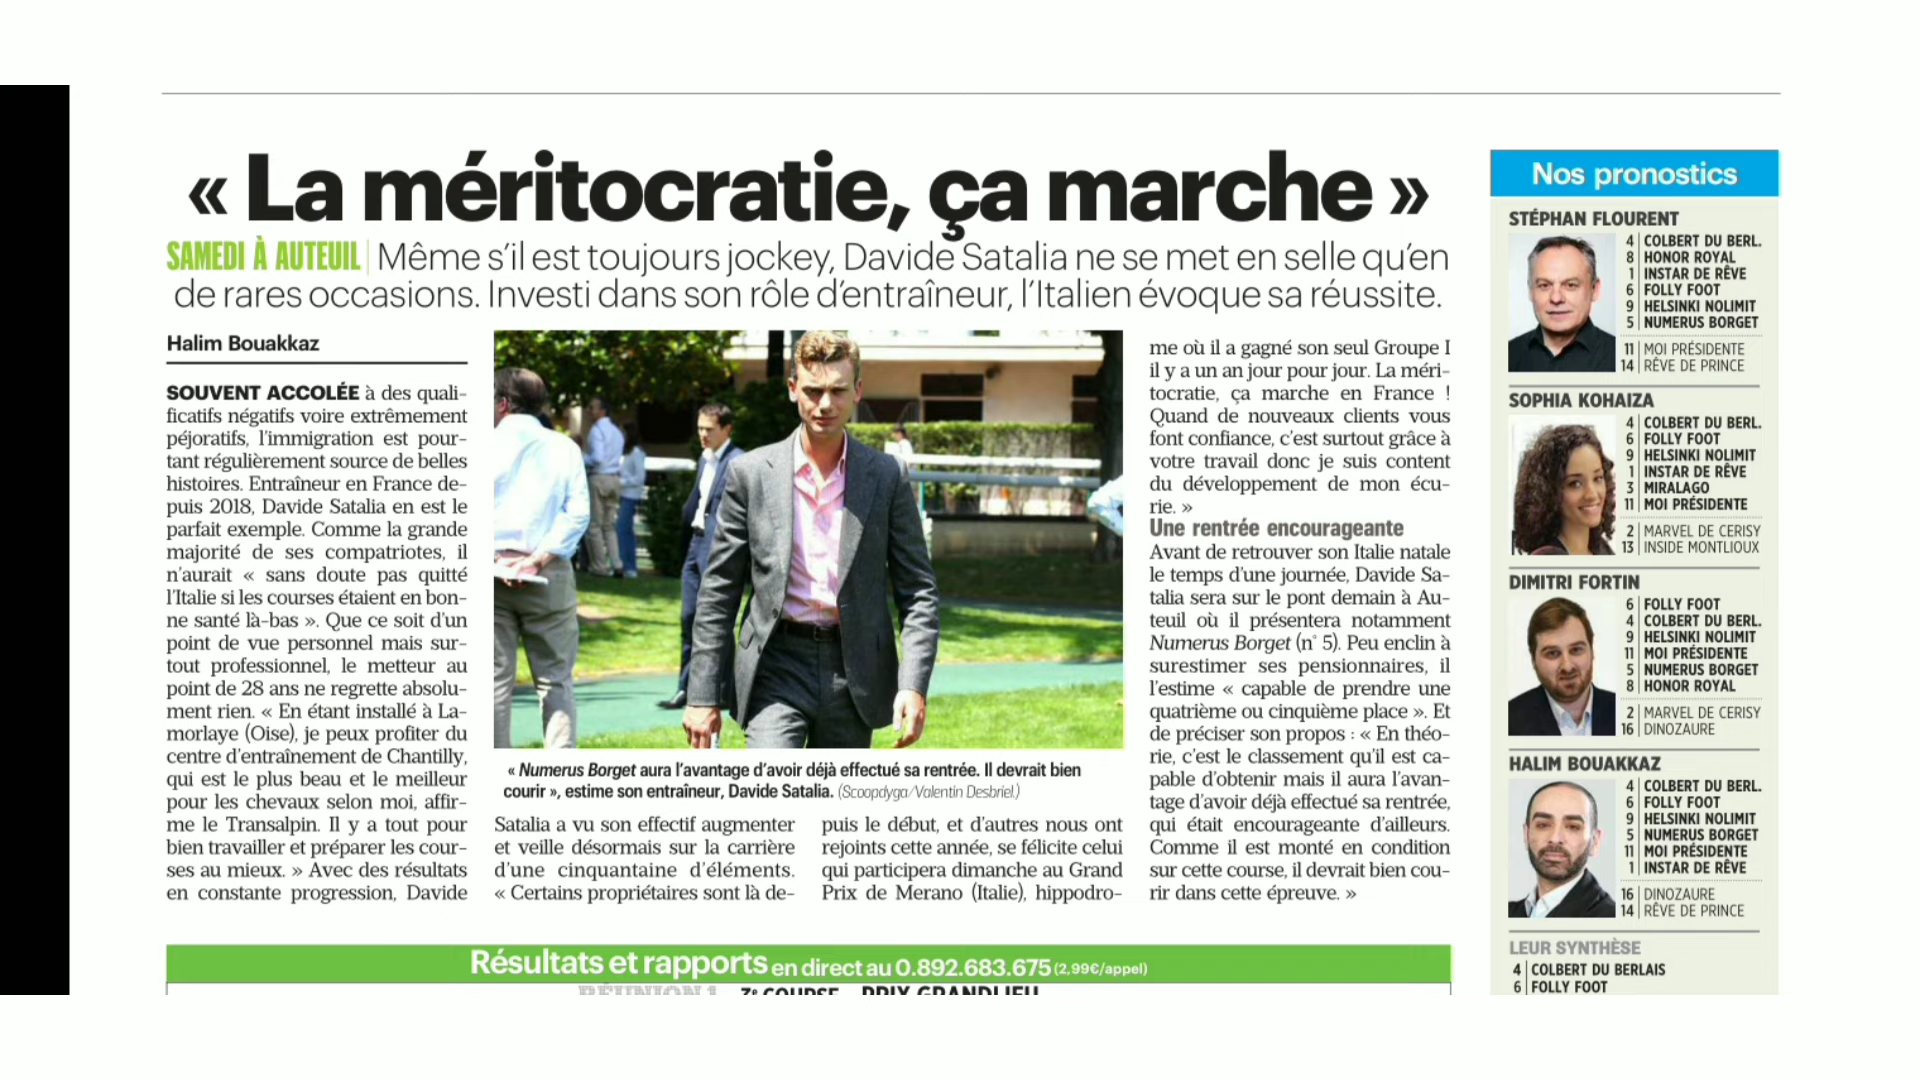 « La méritocratie, ça marche »
SAMEDI À AUTEUIL | Même s'il est toujours jockey, Davide Satalia ne se met en selle qu'en
de rares occasions. Investi dans son rôle d'entraîneur, l'Italien évoque sa réussite.
Halim Bouakkaz
SOUVENT ACCOLÉE à des quali-
ficatifs négatifs voire extrêmement
péjoratifs, l'immigration est pour-
tant régulièrement source de belles
histoires. Entraîneur en France de-
puis 2018, Davide Satalia en est le
parfait exemple. Comme la grande
majorité de ses compatriotes, il
n'aurait « sans doute pas quitté
l'Italie si les courses étaient en bon-
ne santé là-bas ». Que ce soit d'un
point de vue personnel mais sur-
tout professionnel, le metteur au
point de 28 ans ne regrette absolu-
ment rien. « En étant installé à La-
morlaye (Oise), je peux profiter du
centre d'entraînement de Chantilly,
qui est le plus beau et le meilleur
pour les chevaux selon moi, affir-
me le Transalpin. Il y a tout pour
bien travailler et préparer les cour-
ses au mieux. » Avec des résultats
en constante progression, Davide
« Numerus Borget aura l'avantage d'avoir déjà effectué sa rentrée. Il devrait bien
courir », estime son entraîneur, Davide Satalia. (Scoopdyga/Valentin Desbriel.)
Satalia a vu son effectif augmenter
et veille désormais sur la carrière
d'une cinquantaine d'éléments.
« Certains propriétaires sont là de-
puis le début, et d'autres nous ont
rejoints cette année, se félicite celui
qui participera dimanche au Grand
Prix de Merano (Italie), hippodro-
me où il a gagné son seul Groupe I
il y a un an jour pour jour. La méri-
tocratie, ça marche en France !
Quand de nouveaux clients vous
font confiance, c'est surtout grâce à
votre travail donc je suis content
du développement de mon écu-
rie. »
Une rentrée encourageante
Avant de retrouver son Italie natale
le temps d'une journée, Davide Sa-
talia sera sur le pont demain à Au-
teuil où il présentera notamment
Numerus Borget (n° 5). Peu enclin à
surestimer ses pensionnaires, il
l'estime « capable de prendre une
quatrième ou cinquième place ». Et
de préciser son propos : « En théo-
rie, c'est le classement qu'il est ca-
pable d'obtenir mais il aura l'avan-
tage d'avoir déjà effectué sa rentrée,
qui était encourageante d'ailleurs.
Comme il est monté en condition
sur cette course, il devrait bien cou-
rir dans cette épreuve. »
Nos pronostics
STÉPHAN FLOURENT
4 COLBERT DU BERL.
8 HONOR ROYAL
1 INSTAR DE RÊVE
6 FOLLY FOOT
9 HELSINKI NOLIMIT
5 NUMERUS BORGET
11 MOI PRÉSIDENTE
14 RÊVE DE PRINCE
SOPHIA KOHAIZA
4 COLBERT DU BERL.
6 FOLLY FOOT
9 HELSINKI NOLIMIT
1 INSTAR DE RÊVE
3 MIRALAGO
11 MOI PRÉSIDENTE
2 MARVEL DE CERISY
13 INSIDE MONTLIOUX
DIMITRI FORTIN
6 FOLLY FOOT
4 COLBERT DU BERL.
9 HELSINKI NOLIMIT
11 MOI PRÉSIDENTE
5 NUMERUS BORGET
8 HONOR ROYAL
2 MARVEL DE CERISY
16 DINOZAURE
HALIM BOUAKKAZ
4 COLBERT DU BERL.
6 FOLLY FOOT
9 HELSINKI NOLIMIT
5 NUMERUS BORGET
11 MOI PRÉSIDENTE
1 INSTAR DE RÊVE
16 DINOZAURE
14 RÊVE DE PRINCE
LEUR SYNTHÈSE
4 COLBERT DU BERLAIS
6 FOLLY FOOT
Résultats et rapports en direct au 0.892.683.675 (2,99€/appel)
RÉUNION 1 7e COURSE PRIX GRANDLIEU